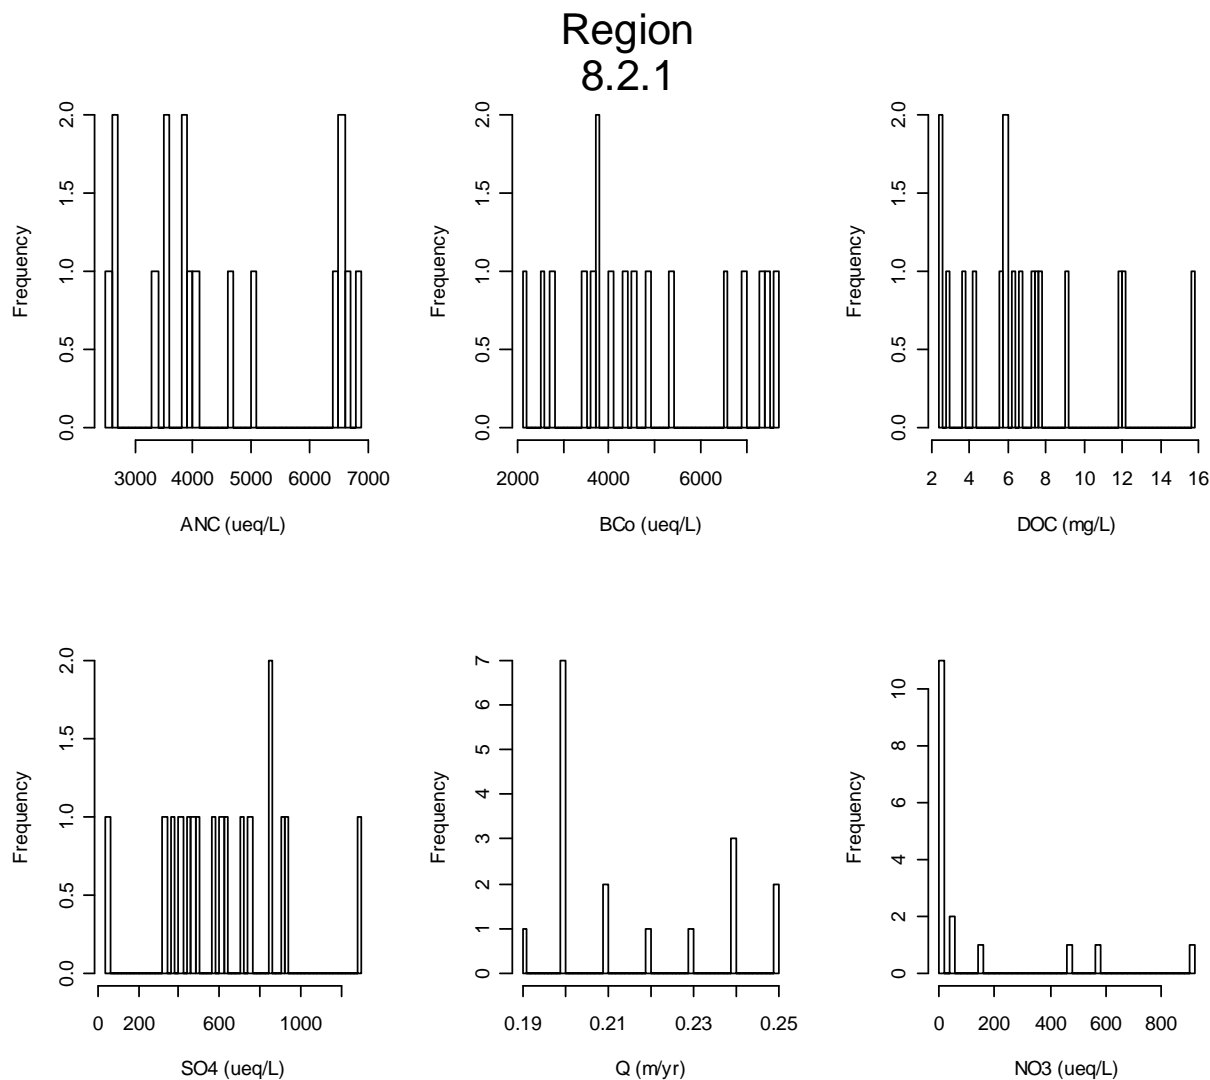 Region
8.2.1
Frequency
0.0 0.5 1.0 1.5 2.0
3000 4000 5000 6000 7000
ANC (ueq/L)
Frequency
0.0 0.5 1.0 1.5 2.0
2000 4000 6000
BCo (ueq/L)
Frequency
0.0 0.5 1.0 1.5 2.0
2 4 6 8 10 12 14 16
DOC (mg/L)
Frequency
0.0 0.5 1.0 1.5 2.0
0 200 600 1000
SO4 (ueq/L)
Frequency
0 1 2 3 4 5 6 7
0.19 0.21 0.23 0.25
Q (m/yr)
Frequency
0 2 4 6 8 10
0 200 400 600 800
NO3 (ueq/L)